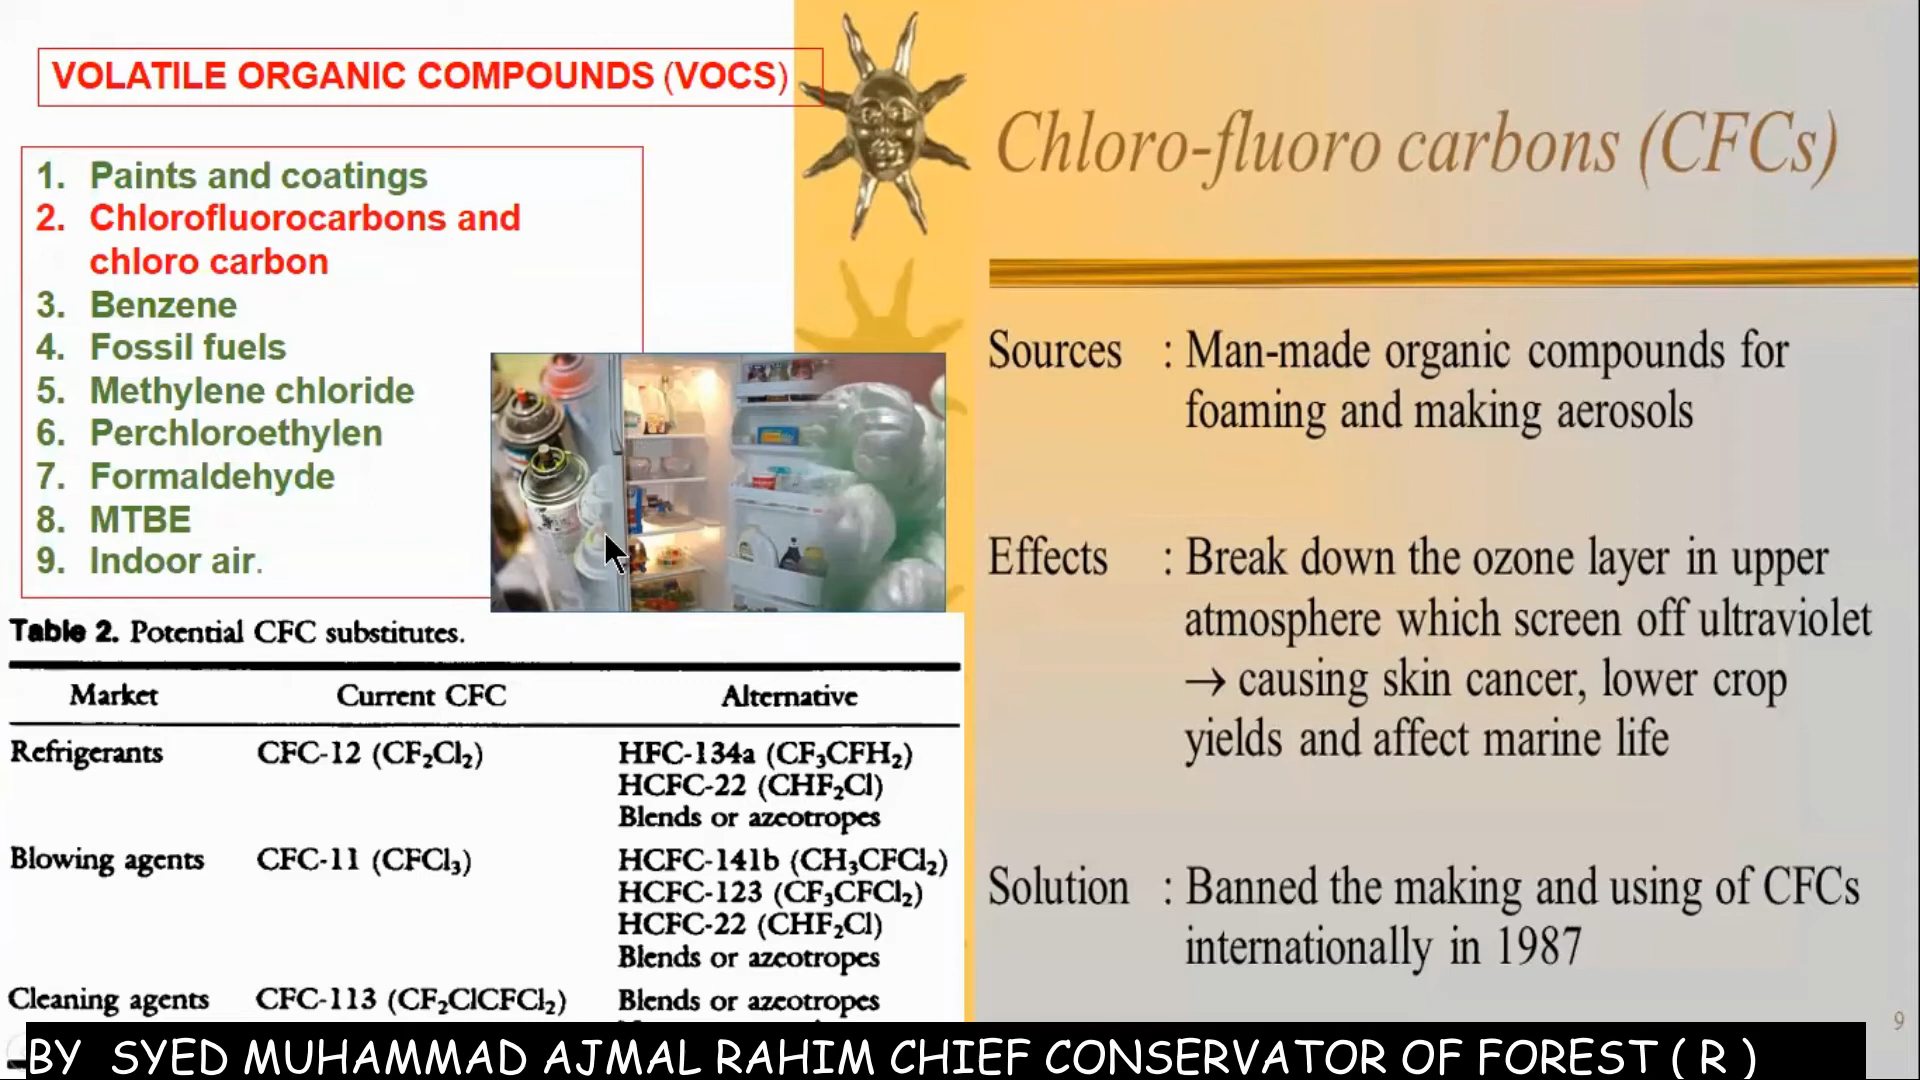 VOLATILE ORGANIC COMPOUNDS (VOCS)
1. Paints and coatings
2. Chlorofluorocarbons and
chloro carbon
3. Benzene
4. Fossil fuels
5. Methylene chloride
6. Perchloroethylen
7. Formaldehyde
8. MTBE
9. Indoor air.
Table 2. Potential CFC substitutes.
Market Current CFC Alternative
Refrigerants CFC-12 (CF₂Cl₂) HFC-134a (CF₃CFH₂)
HCFC-22 (CHF₂Cl)
Blends or azeotropes
Blowing agents CFC-11 (CFCl₃) HCFC-141b (CH₃CFCl₂)
HCFC-123 (CF₃CFCl₂)
HCFC-22 (CHF₂Cl)
Blends or azeotropes
Cleaning agents CFC-113 (CF₂ClCFCl₂) Blends or azeotropes
Chloro-fluoro carbons (CFCs)
Sources : Man-made organic compounds for
foaming and making aerosols
Effects : Break down the ozone layer in upper
atmosphere which screen off ultraviolet
→ causing skin cancer, lower crop
yields and affect marine life
Solution : Banned the making and using of CFCs
internationally in 1987
9
BY SYED MUHAMMAD AJMAL RAHIM CHIEF CONSERVATOR OF FOREST ( R )